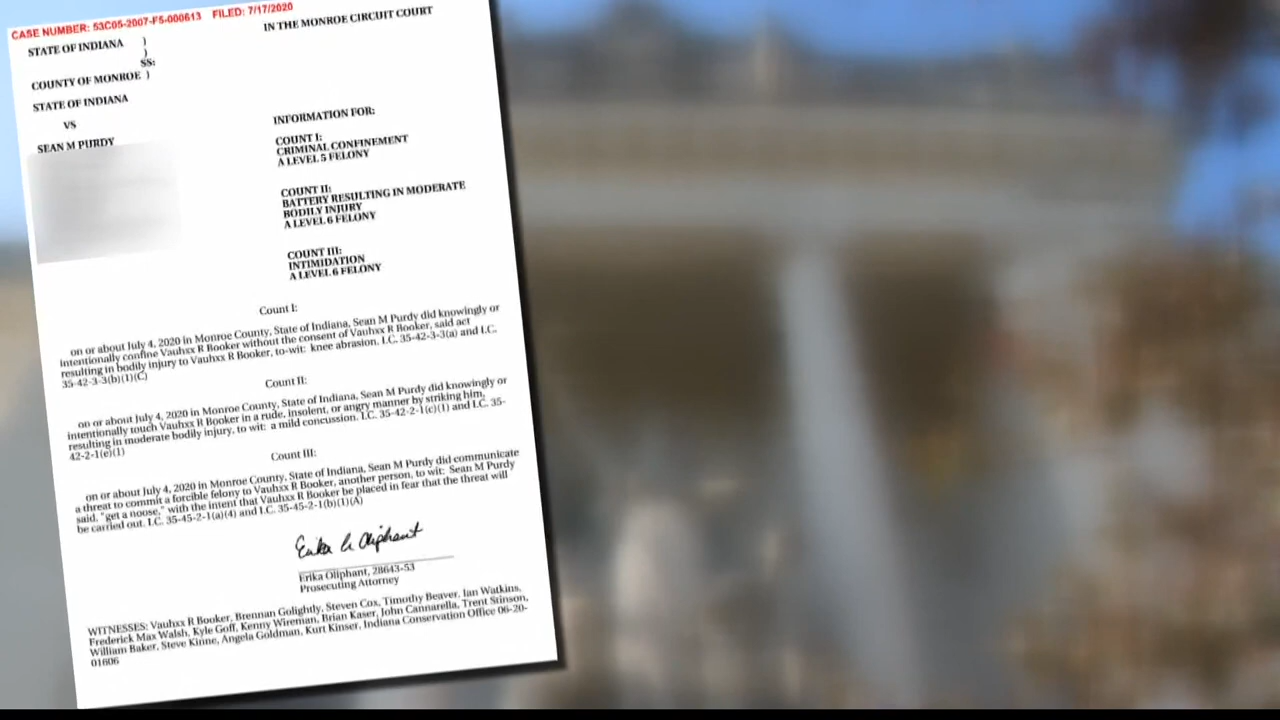 CASE NUMBER: 53C05-2007-F5-000613 FILED: 7/17/2020
IN THE MONROE CIRCUIT COURT
STATE OF INDIANA )
)
SS:
COUNTY OF MONROE )
STATE OF INDIANA
VS
SEAN M PURDY
INFORMATION FOR:
COUNT I:
CRIMINAL CONFINEMENT
A LEVEL 5 FELONY
COUNT II:
BATTERY RESULTING IN MODERATE
BODILY INJURY
A LEVEL 6 FELONY
COUNT III:
INTIMIDATION
A LEVEL 6 FELONY
Count I:
on or about July 4, 2020 in Monroe County, State of Indiana, Sean M Purdy did knowingly or
intentionally confine Vauhxx R Booker without the consent of Vauhxx R Booker, said act
resulting in bodily injury to Vauhxx R Booker, to-wit: knee abrasion. I.C. 35-42-3-3(a) and I.C.
35-42-3-3(b)(1)(C)
Count II:
on or about July 4, 2020 in Monroe County, State of Indiana, Sean M Purdy did knowingly or
intentionally touch Vauhxx R Booker in a rude, insolent, or angry manner by striking him,
resulting in moderate bodily injury, to wit: a mild concussion. I.C. 35-42-2-1(c)(1) and I.C. 35-
42-2-1(e)(1)
Count III:
on or about July 4, 2020 in Monroe County, State of Indiana, Sean M Purdy did communicate
a threat to commit a forcible felony to Vauhxx R Booker, another person, to wit: Sean M Purdy
said, "get a noose," with the intent that Vauhxx R Booker be placed in fear that the threat will
be carried out. I.C. 35-45-2-1(a)(4) and I.C. 35-45-2-1(b)(1)(A)
Erika Oliphant
Erika Oliphant, 28643-53
Prosecuting Attorney
WITNESSES: Vauhxx R Booker, Brennan Golightly, Steven Cox, Timothy Beaver, Ian Watkins,
Frederick Max Walsh, Kyle Goff, Kenny Wireman, Brian Kaser, John Cannarella, Trent Stinson,
William Baker, Steve Kinne, Angela Goldman, Kurt Kinser, Indiana Conservation Office 06-20-
01606